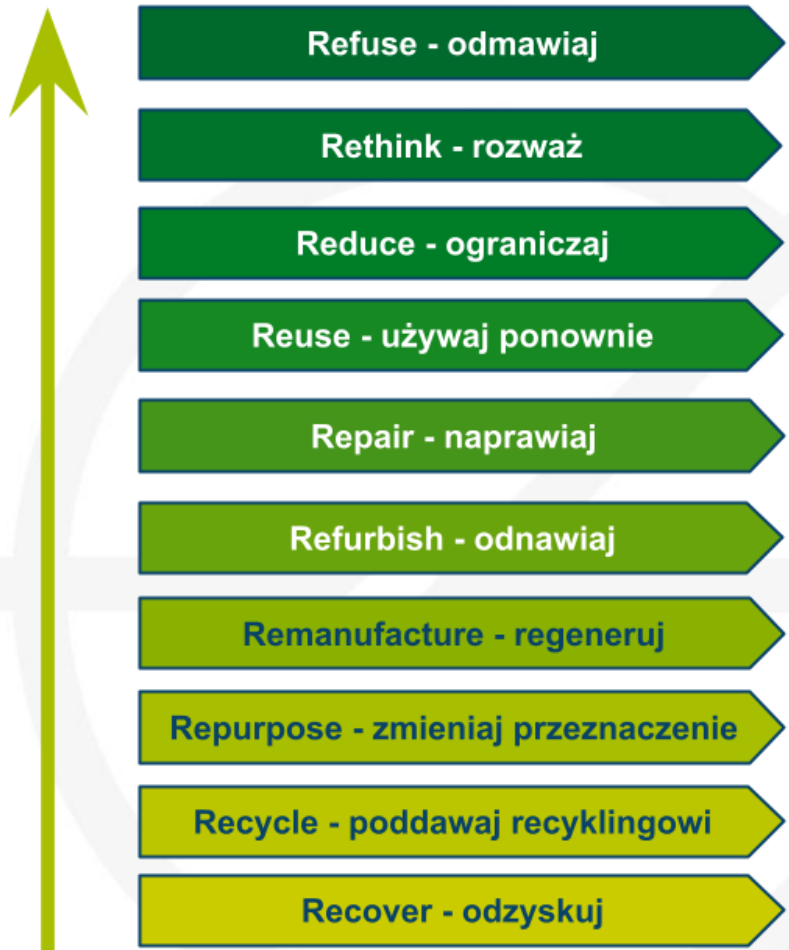 Refuse - odmawiaj
Rethink - rozważ
Reduce - ograniczaj
Reuse - używaj ponownie
Repair - naprawiaj
Refurbish - odnawiaj
Remanufacture - regeneruj
Repurpose - zmieniaj przeznaczenie
Recycle - poddawaj recyklingowi
Recover - odzyskuj